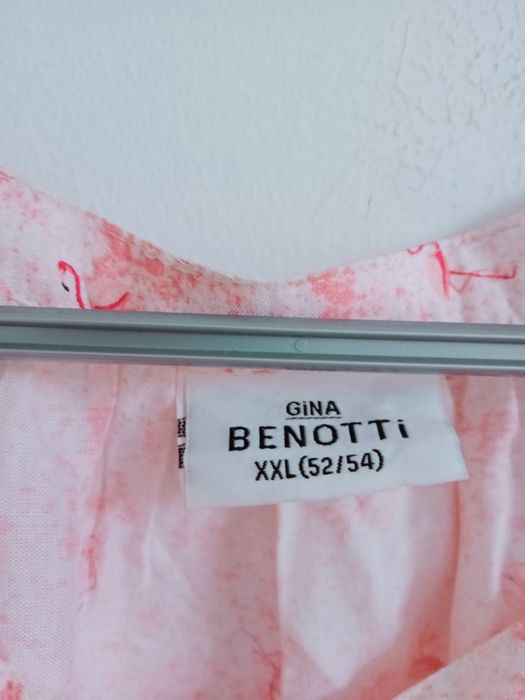 GiNA
BENOTTi
XXL(52/54)